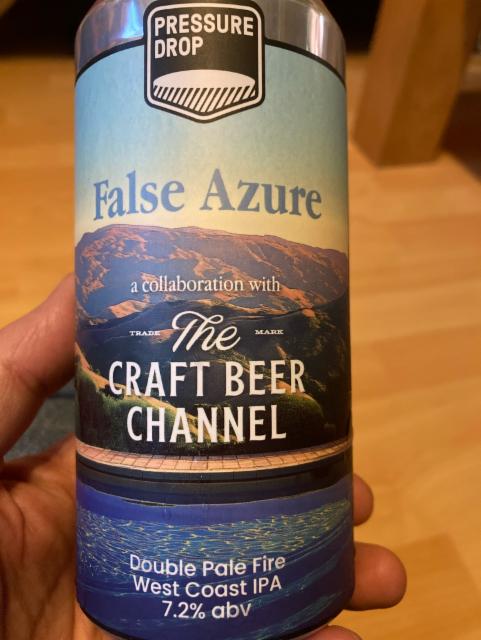 PRESSURE
DROP
False Azure
a collaboration with
TRADE The MARK
CRAFT BEER
CHANNEL
Double Pale Fire
West Coast IPA
7.2% abv